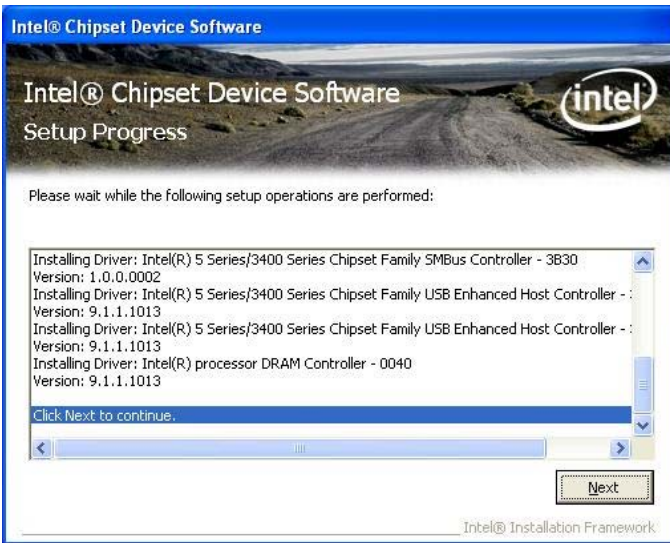 Intel® Chipset Device Software
Intel® Chipset Device Software
Setup Progress
(intel)
Please wait while the following setup operations are performed:
Installing Driver: Intel(R) 5 Series/3400 Series Chipset Family SMBus Controller - 3B30
Version: 1.0.0.0002
Installing Driver: Intel(R) 5 Series/3400 Series Chipset Family USB Enhanced Host Controller -
Version: 9.1.1.1013
Installing Driver: Intel(R) 5 Series/3400 Series Chipset Family USB Enhanced Host Controller -
Version: 9.1.1.1013
Installing Driver: Intel(R) processor DRAM Controller - 0040
Version: 9.1.1.1013
Click Next to continue.
Next
Intel® Installation Framework